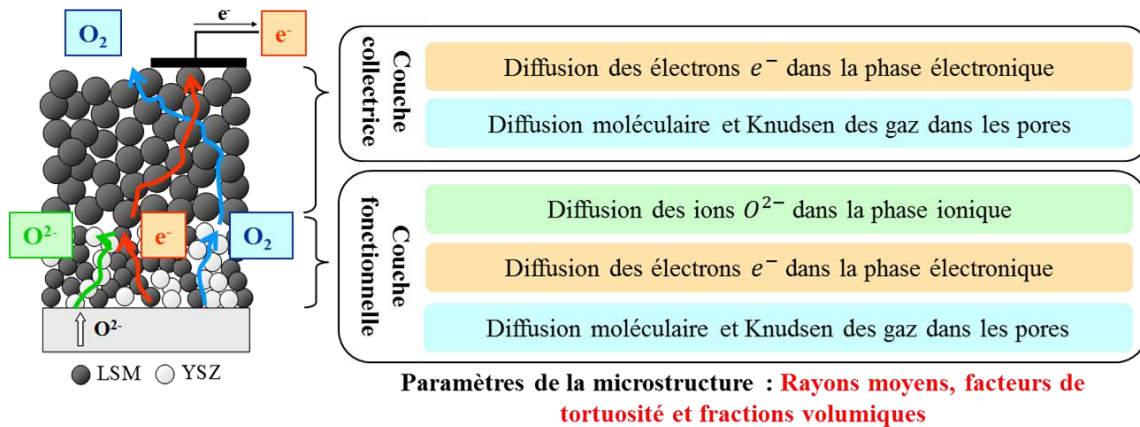 e⁻
O₂
e⁻
O²⁻
e⁻
O₂
O²⁻
LSM
YSZ
Couche collectrice
Diffusion des électrons e⁻ dans la phase électronique
Diffusion moléculaire et Knudsen des gaz dans les pores
Couche fonctionnelle
Diffusion des ions O²⁻ dans la phase ionique
Diffusion des électrons e⁻ dans la phase électronique
Diffusion moléculaire et Knudsen des gaz dans les pores
Paramètres de la microstructure : Rayons moyens, facteurs de
tortuosité et fractions volumiques